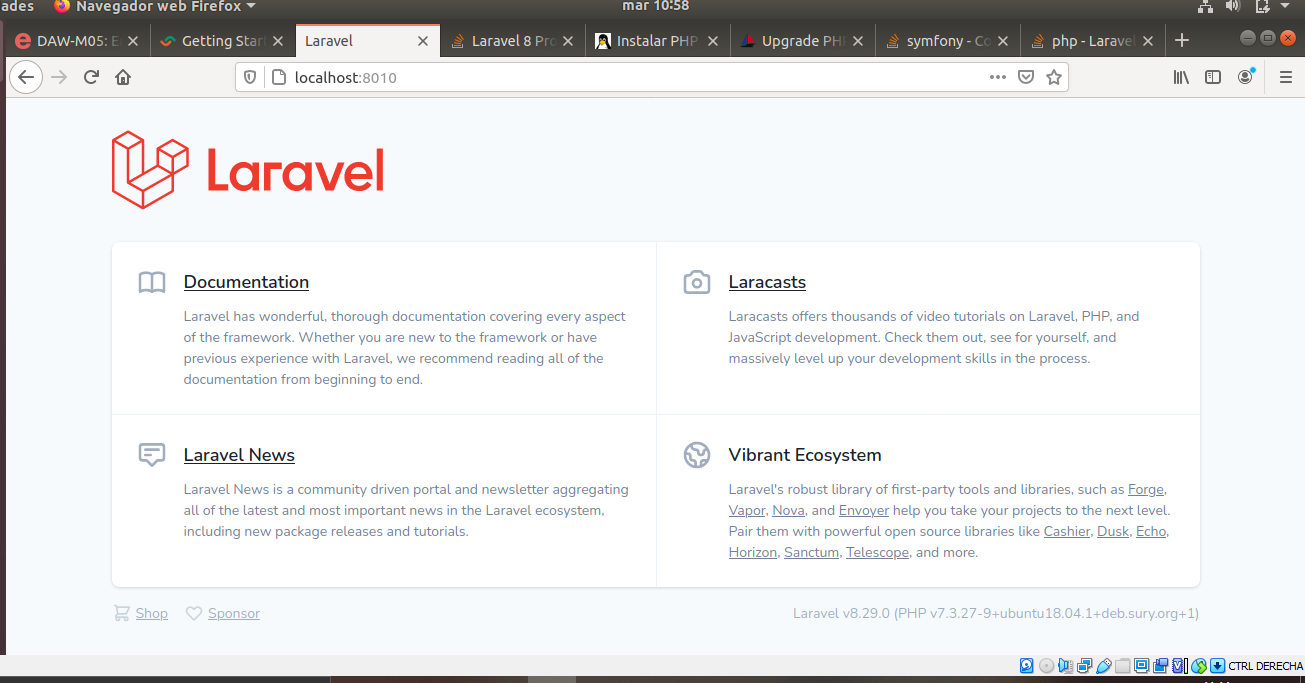 ades Navegador web Firefox mar 10:58
DAW-M05: E Getting Star Laravel Laravel 8 Pro Instalar PHP Upgrade PH symfony - Co php - Larave
localhost:8010
Laravel
Documentation
Laravel has wonderful, thorough documentation covering every aspect
of the framework. Whether you are new to the framework or have
previous experience with Laravel, we recommend reading all of the
documentation from beginning to end.
Laracasts
Laracasts offers thousands of video tutorials on Laravel, PHP, and
JavaScript development. Check them out, see for yourself, and
massively level up your development skills in the process.
Laravel News
Laravel News is a community driven portal and newsletter aggregating
all of the latest and most important news in the Laravel ecosystem,
including new package releases and tutorials.
Vibrant Ecosystem
Laravel's robust library of first-party tools and libraries, such as Forge,
Vapor, Nova, and Envoyer help you take your projects to the next level.
Pair them with powerful open source libraries like Cashier, Dusk, Echo,
Horizon, Sanctum, Telescope, and more.
Shop Sponsor Laravel v8.29.0 (PHP v7.3.27-9+ubuntu18.04.1+deb.sury.org+1)
CTRL DERECHA